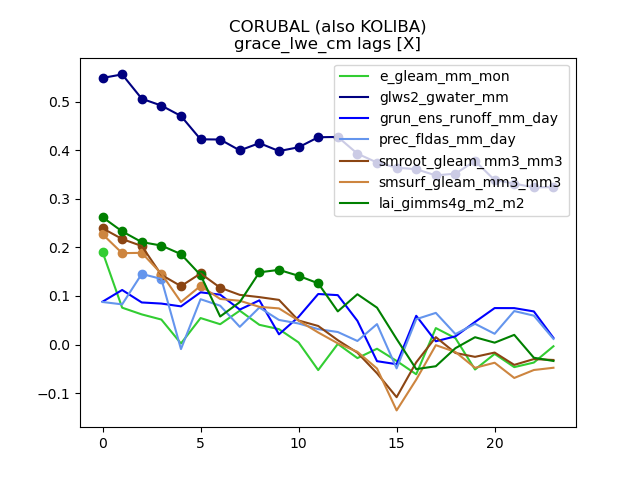 CORUBAL (also KOLIBA)
grace_lwe_cm lags [X]
e_gleam_mm_mon
glws2_gwater_mm
grun_ens_runoff_mm_day
prec_fldas_mm_day
smroot_gleam_mm3_mm3
smsurf_gleam_mm3_mm3
lai_gimms4g_m2_m2
0.5
0.4
0.3
0.2
0.1
0.0
−0.1
0 5 10 15 20